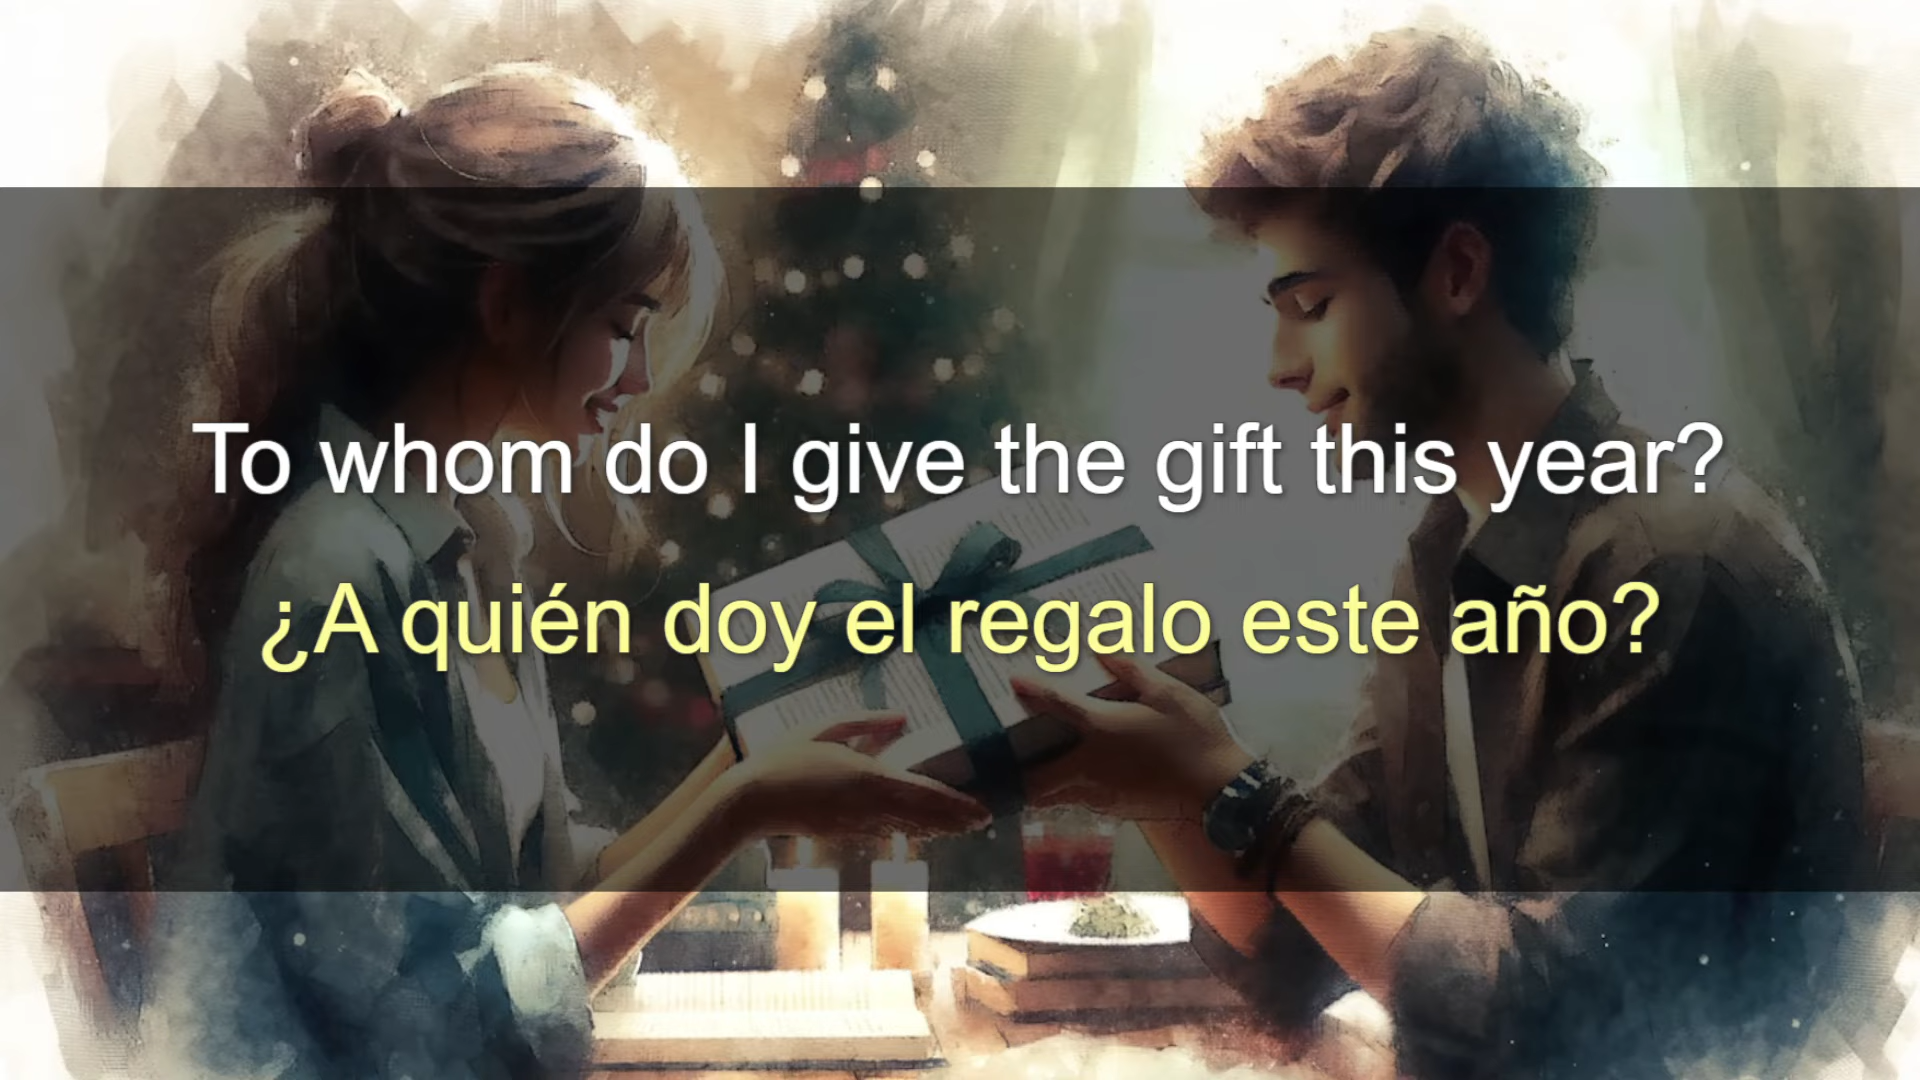 To whom do I give the gift this year?
¿A quién doy el regalo este año?